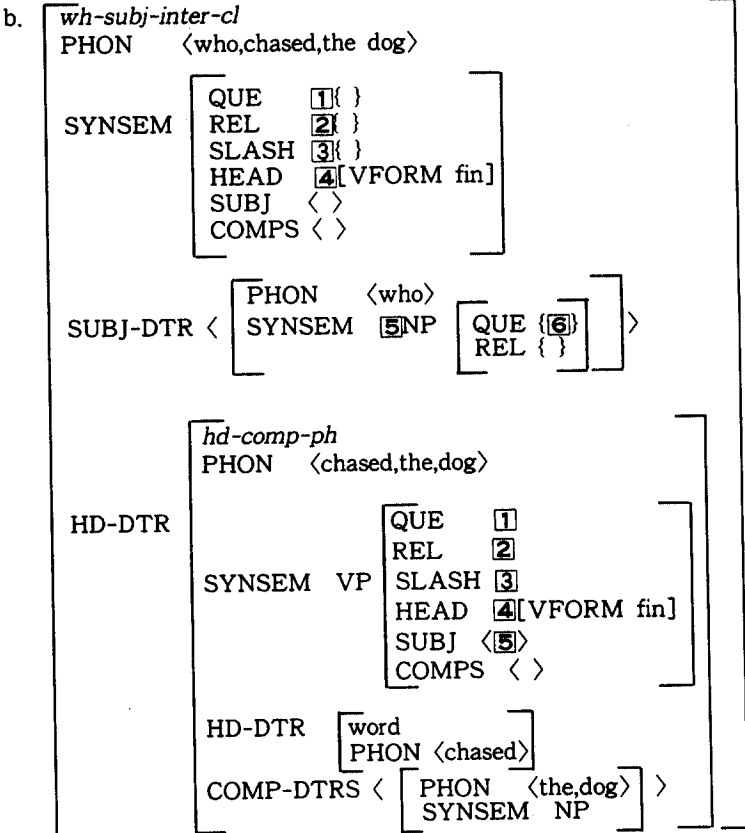 b. wh-subj-inter-cl
PHON 〈who,chased,the dog〉
QUE [1]{ }
SYNSEM REL [2]{ }
SLASH [3]{ }
HEAD [4][VFORM fin]
SUBJ 〈 〉
COMPS 〈 〉
PHON 〈who〉
SUBJ-DTR 〈 SYNSEM [5]NP QUE {[6]} 〉
REL { }
hd-comp-ph
PHON 〈chased,the,dog〉
HD-DTR QUE [1]
REL [2]
SYNSEM VP SLASH [3]
HEAD [4][VFORM fin]
SUBJ 〈[5]〉
COMPS 〈 〉
HD-DTR word
PHON 〈chased〉
COMP-DTRS 〈 PHON 〈the,dog〉 〉
SYNSEM NP